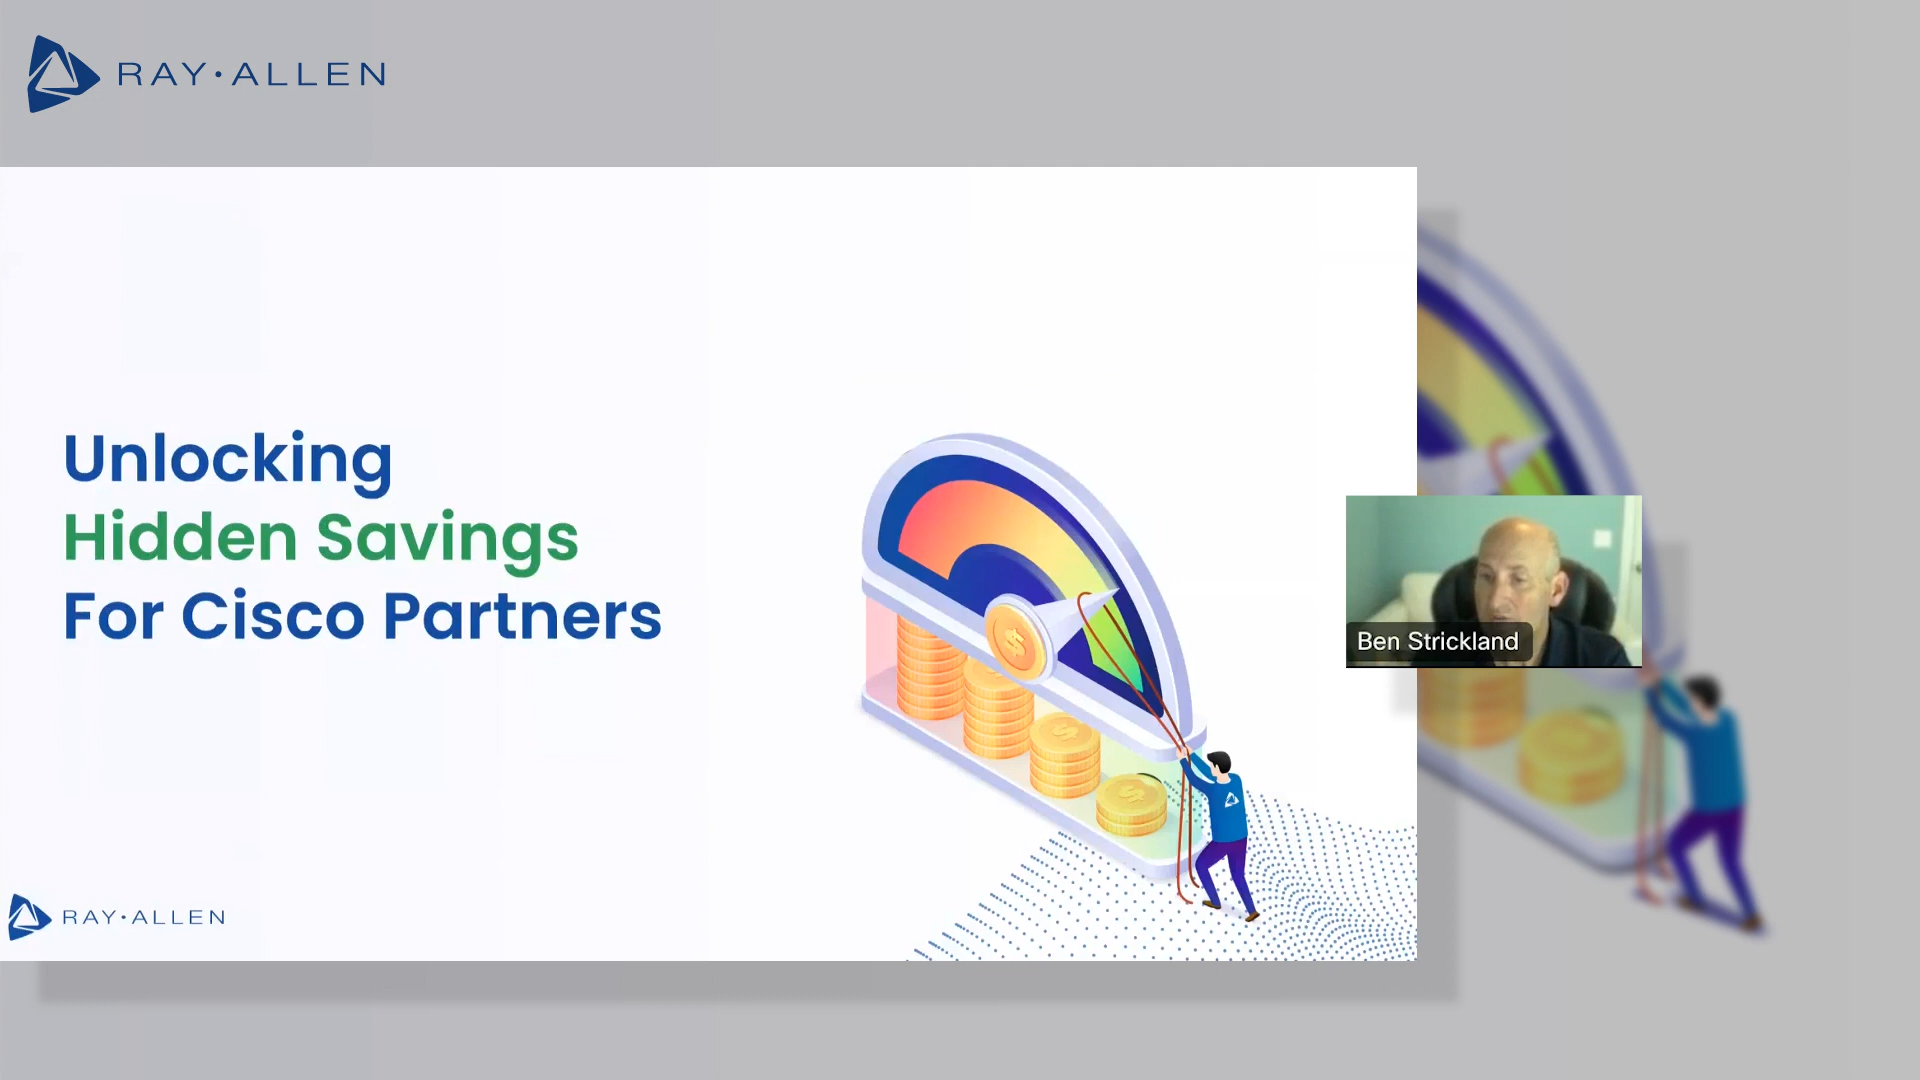 RAY·ALLEN
Unlocking
Hidden Savings
For Cisco Partners
Ben Strickland
RAY·ALLEN